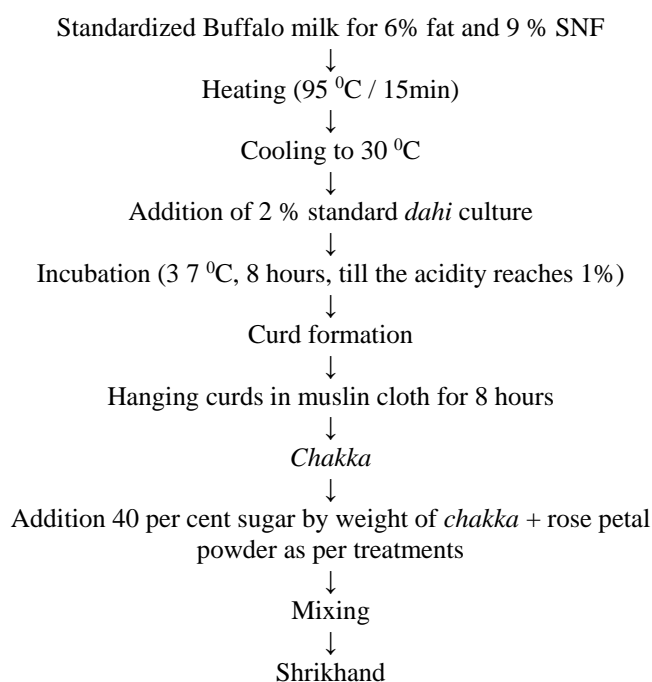 Standardized Buffalo milk for 6% fat and 9 % SNF
↓
Heating (95 ⁰C / 15min)
↓
Cooling to 30 ⁰C
↓
Addition of 2 % standard dahi culture
↓
Incubation (3 7 ⁰C, 8 hours, till the acidity reaches 1%)
↓
Curd formation
↓
Hanging curds in muslin cloth for 8 hours
↓
Chakka
↓
Addition 40 per cent sugar by weight of chakka + rose petal
powder as per treatments
↓
Mixing
↓
Shrikhand